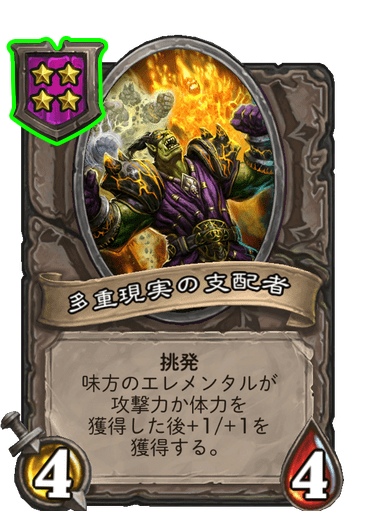 多重現実の支配者
挑発
味方のエレメンタルが
攻撃力か体力を
獲得した後+1/+1を
獲得する。
4
4